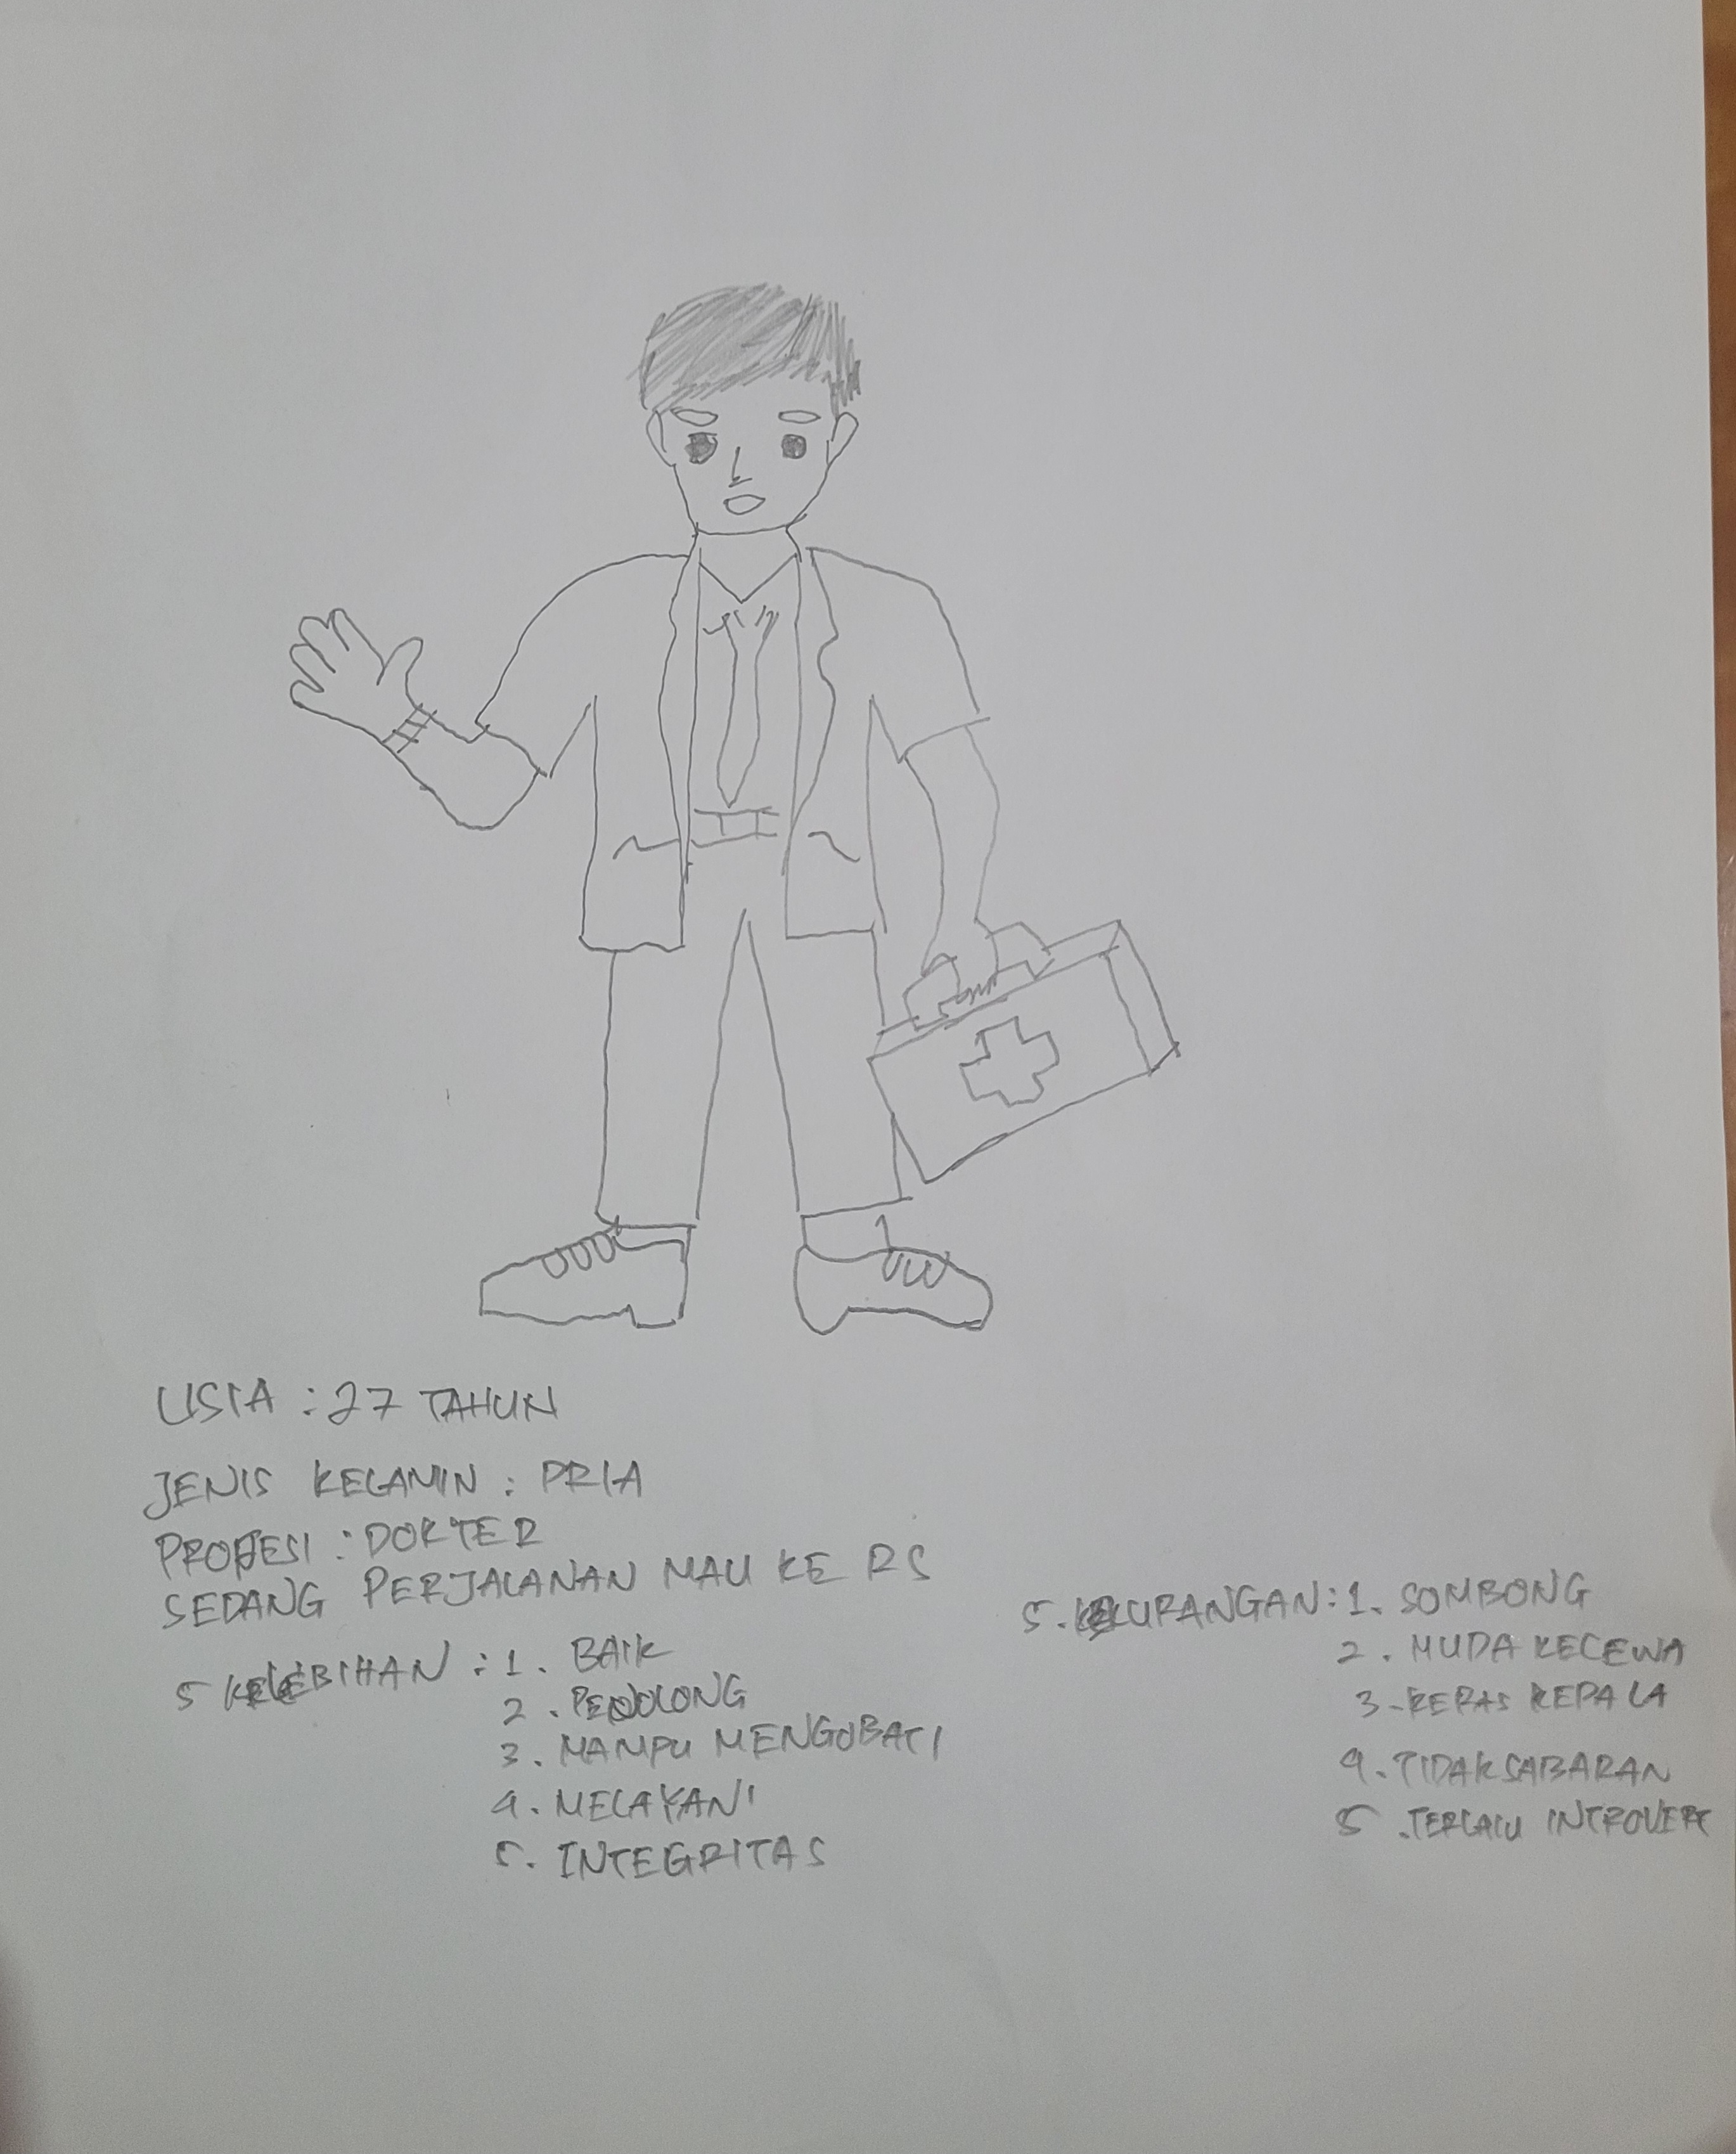 USIA : 27 TAHUN
JENIS KELAMIN : PRIA
PROFESI : DOKTER
SEDANG PERJALANAN MAU KE RS
5 KELEBIHAN : 1. BAIK
2. PENOLONG
3. MAMPU MENGOBATI
4. MELAYANI
5. INTEGRITAS
5. KEKURANGAN : 1. SOMBONG
2. MUDA KECEWA
3. KERAS KEPALA
4. TIDAK SABARAN
5. TERLALU INTROVERT